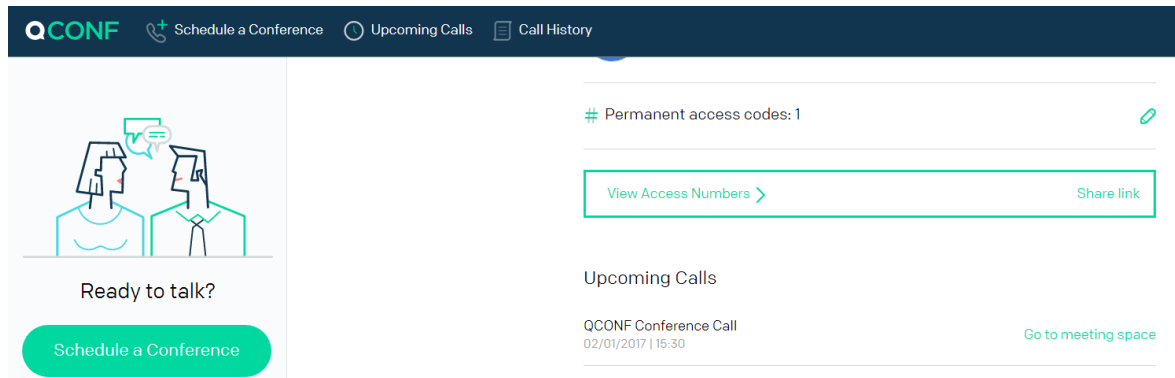 QCONF
Schedule a Conference
Upcoming Calls
Call History
# Permanent access codes: 1
View Access Numbers >
Share link
Upcoming Calls
Ready to talk?
QCONF Conference Call
02/01/2017 | 15:30
Go to meeting space
Schedule a Conference